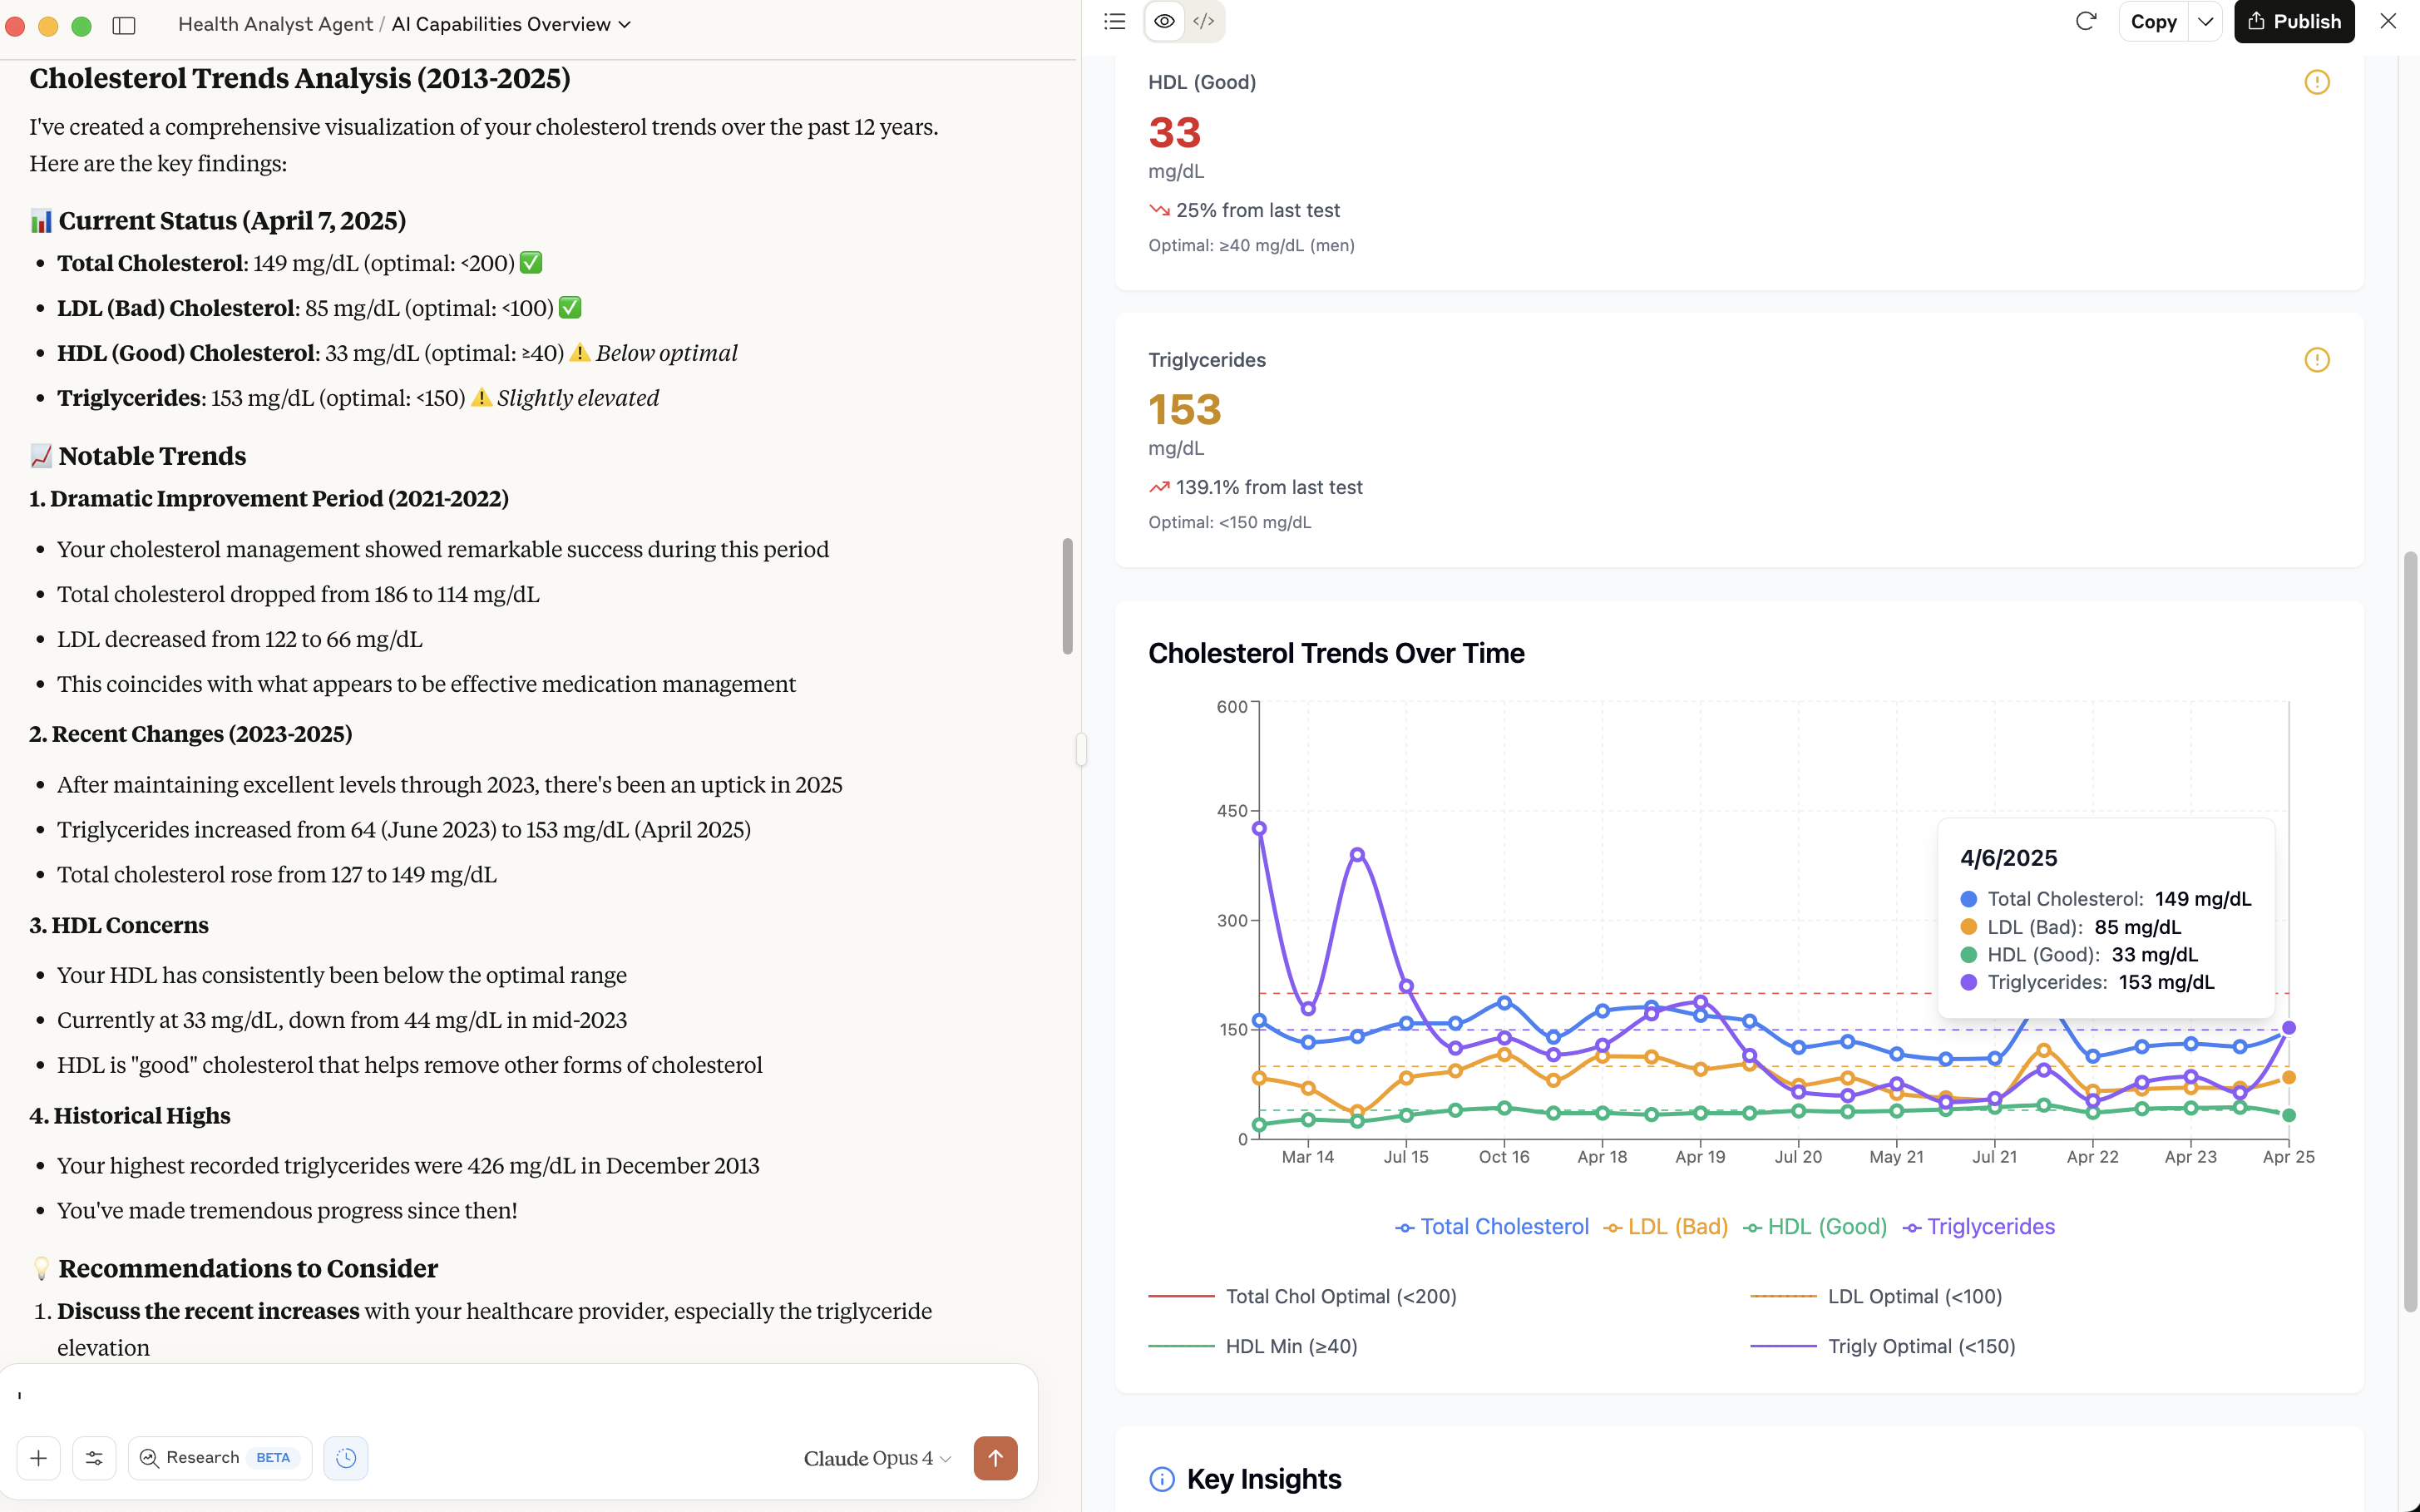 Health Analyst Agent / AI Capabilities Overview
Cholesterol Trends Analysis (2013-2025)
I've created a comprehensive visualization of your cholesterol trends over the past 12 years.
Here are the key findings:
📊 Current Status (April 7, 2025)
• Total Cholesterol: 149 mg/dL (optimal: <200) ✅
• LDL (Bad) Cholesterol: 85 mg/dL (optimal: <100) ✅
• HDL (Good) Cholesterol: 33 mg/dL (optimal: ≥40) ⚠️ Below optimal
• Triglycerides: 153 mg/dL (optimal: <150) ⚠️ Slightly elevated
📈 Notable Trends
1. Dramatic Improvement Period (2021-2022)
• Your cholesterol management showed remarkable success during this period
• Total cholesterol dropped from 186 to 114 mg/dL
• LDL decreased from 122 to 66 mg/dL
• This coincides with what appears to be effective medication management
2. Recent Changes (2023-2025)
• After maintaining excellent levels through 2023, there's been an uptick in 2025
• Triglycerides increased from 64 (June 2023) to 153 mg/dL (April 2025)
• Total cholesterol rose from 127 to 149 mg/dL
3. HDL Concerns
• Your HDL has consistently been below the optimal range
• Currently at 33 mg/dL, down from 44 mg/dL in mid-2023
• HDL is "good" cholesterol that helps remove other forms of cholesterol
4. Historical Highs
• Your highest recorded triglycerides were 426 mg/dL in December 2013
• You've made tremendous progress since then!
💡 Recommendations to Consider
1. Discuss the recent increases with your healthcare provider, especially the triglyceride
elevation
Research BETA
Claude Opus 4
Copy
Publish
HDL (Good)
33
mg/dL
25% from last test
Optimal: ≥40 mg/dL (men)
Triglycerides
153
mg/dL
139.1% from last test
Optimal: <150 mg/dL
Cholesterol Trends Over Time
600
450
300
150
0
4/6/2025
Total Cholesterol: 149 mg/dL
LDL (Bad): 85 mg/dL
HDL (Good): 33 mg/dL
Triglycerides: 153 mg/dL
Mar 14 Jul 15 Oct 16 Apr 18 Apr 19 Jul 20 May 21 Jul 21 Apr 22 Apr 23 Apr 25
Total Cholesterol LDL (Bad) HDL (Good) Triglycerides
Total Chol Optimal (<200) LDL Optimal (<100)
HDL Min (≥40) Trigly Optimal (<150)
Key Insights